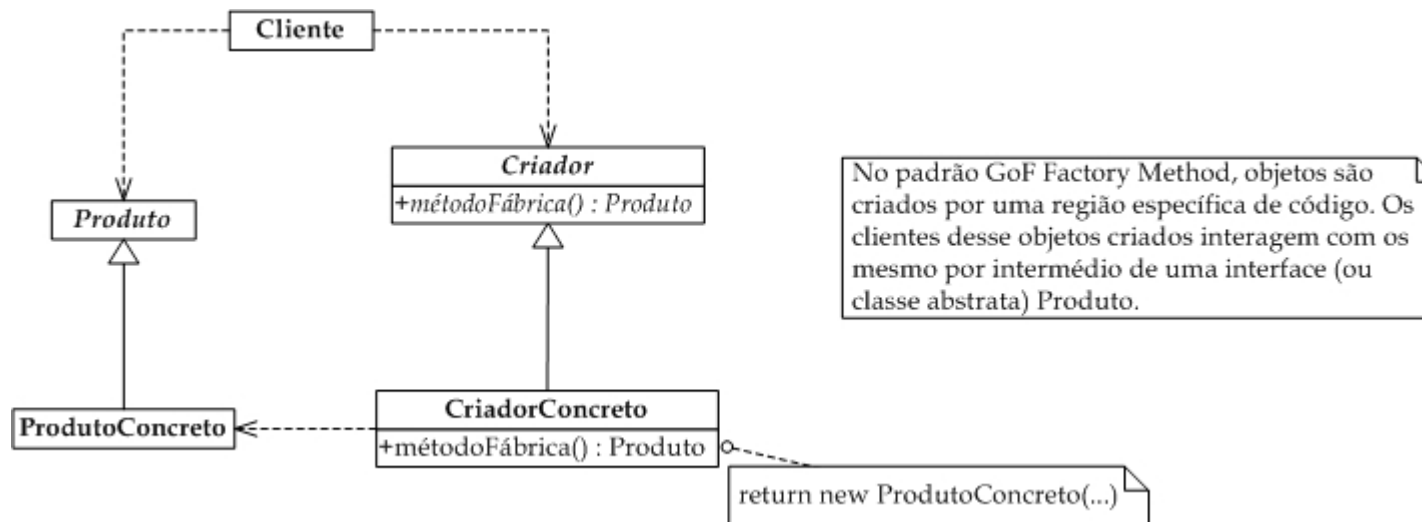 Cliente
Criador
+métodoFábrica() : Produto
Produto
No padrão GoF Factory Method, objetos são
criados por uma região específica de código. Os
clientes desse objetos criados interagem com os
mesmo por intermédio de uma interface (ou
classe abstrata) Produto.
ProdutoConcreto
CriadorConcreto
+métodoFábrica() : Produto
return new ProdutoConcreto(...)